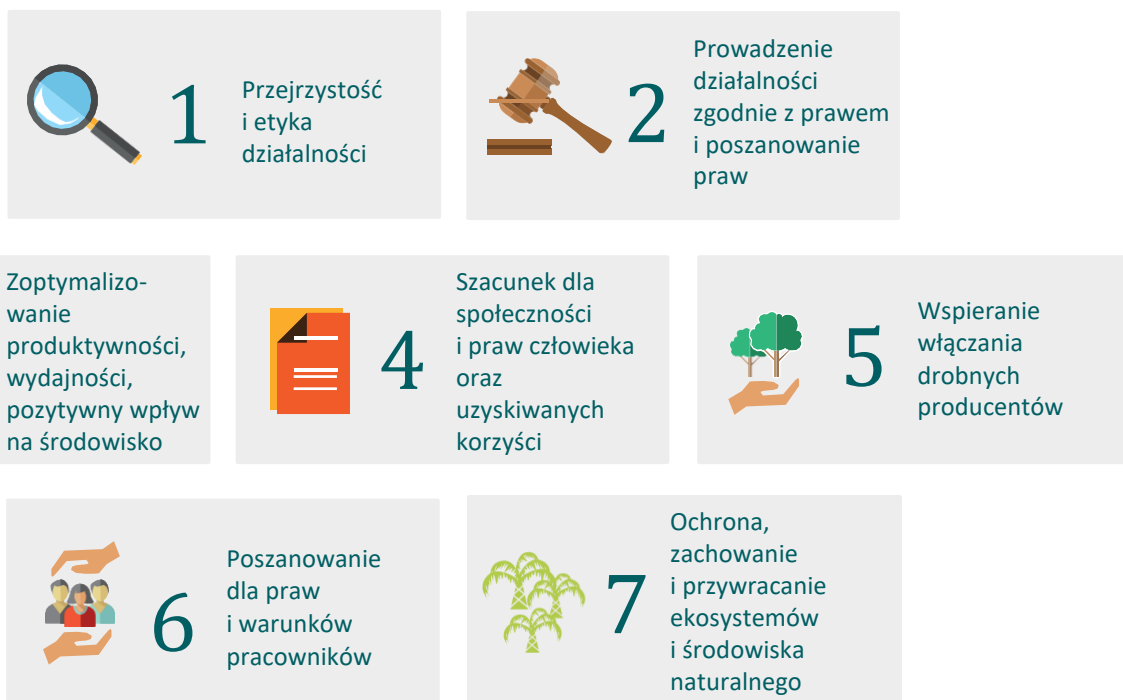 1
Przejrzystość
i etyka
działalności
2
Prowadzenie
działalności
zgodnie z prawem
i poszanowanie
praw
Zoptymalizo-
wanie
produktywności,
wydajności,
pozytywny wpływ
na środowisko
4
Szacunek dla
społeczności
i praw człowieka
oraz
uzyskiwanych
korzyści
5
Wspieranie
włączania
drobnych
producentów
6
Poszanowanie
dla praw
i warunków
pracowników
7
Ochrona,
zachowanie
i przywracanie
ekosystemów
i środowiska
naturalnego